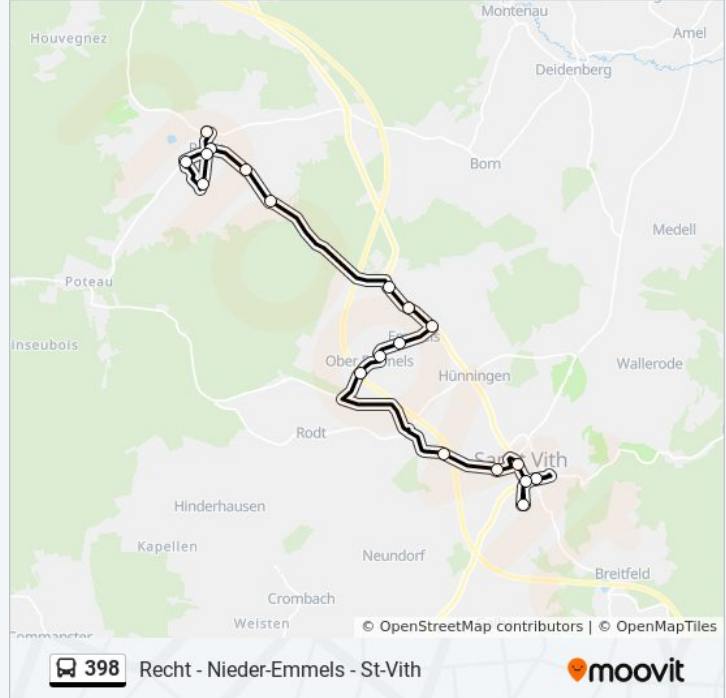 Montenau
Houvegnez
Amel
Deidenberg
Born
Medell
Poteau
inseubois
Ober Emmels
Wallerode
Hünningen
Rodt
Sankt Vith
Hinderhausen
Kapellen
Neundorf
Breitfeld
Crombach
Weisten
Commanster
© OpenStreetMap contributors | © OpenMapTiles
398 Recht - Nieder-Emmels - St-Vith
moovit